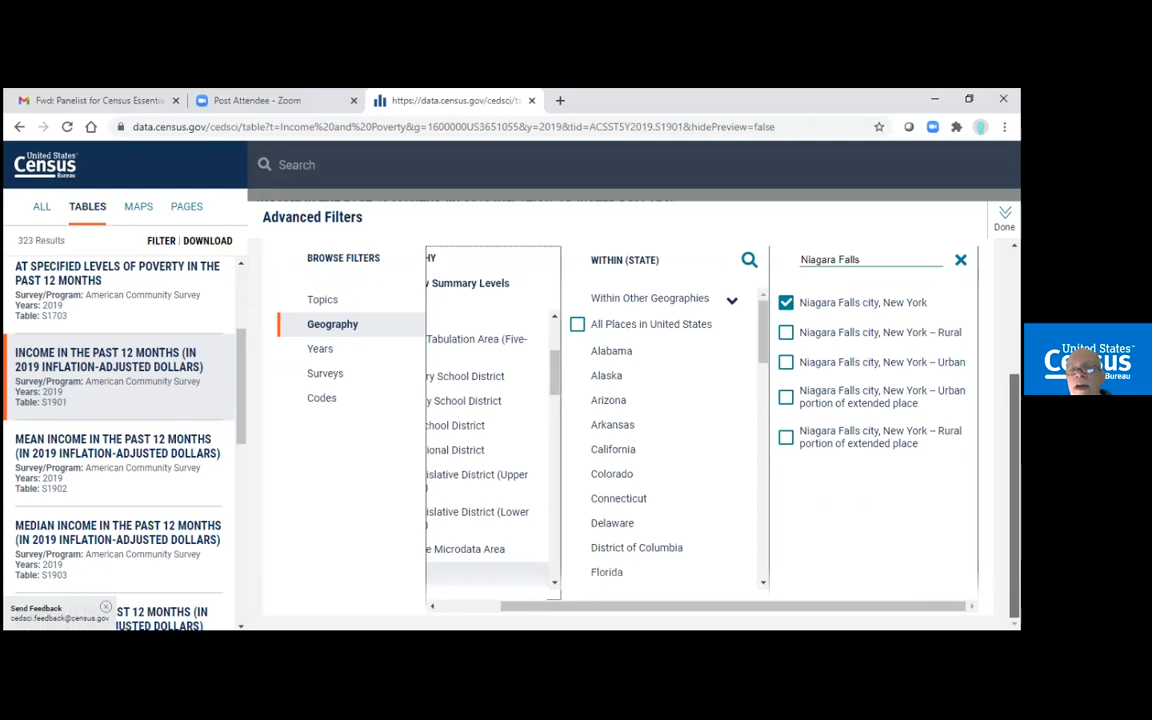 Fwd: Panelist for Census Essentia
Post Attendee - Zoom
https://data.census.gov/cedsci/ta
data.census.gov/cedsci/table?t=Income%20and%20Poverty&g=1600000US3651055&y=2019&tid=ACSST5Y2019.S1901&hidePreview=false
United States
Census
Bureau
Search
ALL
TABLES
MAPS
PAGES
323 Results
FILTER | DOWNLOAD
AT SPECIFIED LEVELS OF POVERTY IN THE
PAST 12 MONTHS
Survey/Program: American Community Survey
Years: 2019
Table: S1703
INCOME IN THE PAST 12 MONTHS (IN
2019 INFLATION-ADJUSTED DOLLARS)
Survey/Program: American Community Survey
Years: 2019
Table: S1901
MEAN INCOME IN THE PAST 12 MONTHS
(IN 2019 INFLATION-ADJUSTED DOLLARS)
Survey/Program: American Community Survey
Years: 2019
Table: S1902
MEDIAN INCOME IN THE PAST 12 MONTHS
(IN 2019 INFLATION-ADJUSTED DOLLARS)
Survey/Program: American Community Survey
Years: 2019
Table: S1903
ST 12 MONTHS (IN
JUSTED DOLLARS)
Send Feedback
cedsci.feedback@census.gov
Advanced Filters
Done
BROWSE FILTERS
Topics
Geography
Years
Surveys
Codes
HY
w Summary Levels
Tabulation Area (Five-
ry School District
y School District
chool District
ional District
islative District (Upper
)
islative District (Lower
)
e Microdata Area
WITHIN (STATE)
Within Other Geographies
All Places in United States
Alabama
Alaska
Arizona
Arkansas
California
Colorado
Connecticut
Delaware
District of Columbia
Florida
Niagara Falls
Niagara Falls city, New York
Niagara Falls city, New York -- Rural
Niagara Falls city, New York -- Urban
Niagara Falls city, New York -- Urban
portion of extended place
Niagara Falls city, New York -- Rural
portion of extended place
United States
Census